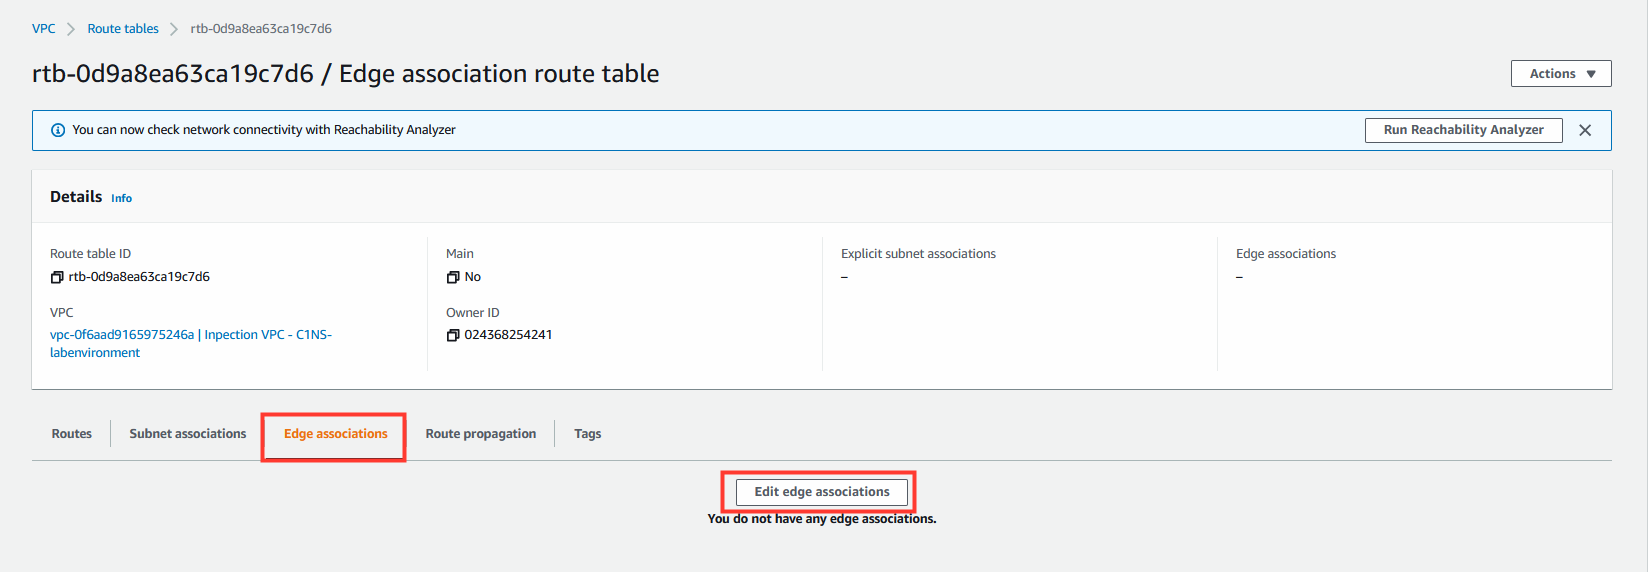 VPC > Route tables > rtb-0d9a8ea63ca19c7d6
rtb-0d9a8ea63ca19c7d6 / Edge association route table
Actions ▼
You can now check network connectivity with Reachability Analyzer
Run Reachability Analyzer
Details Info
Route table ID
rtb-0d9a8ea63ca19c7d6
VPC
vpc-0f6aad9165975246a | Inpection VPC - C1NS-
labenvironment
Main
No
Owner ID
024368254241
Explicit subnet associations
–
Edge associations
–
Routes
Subnet associations
Edge associations
Route propagation
Tags
Edit edge associations
You do not have any edge associations.